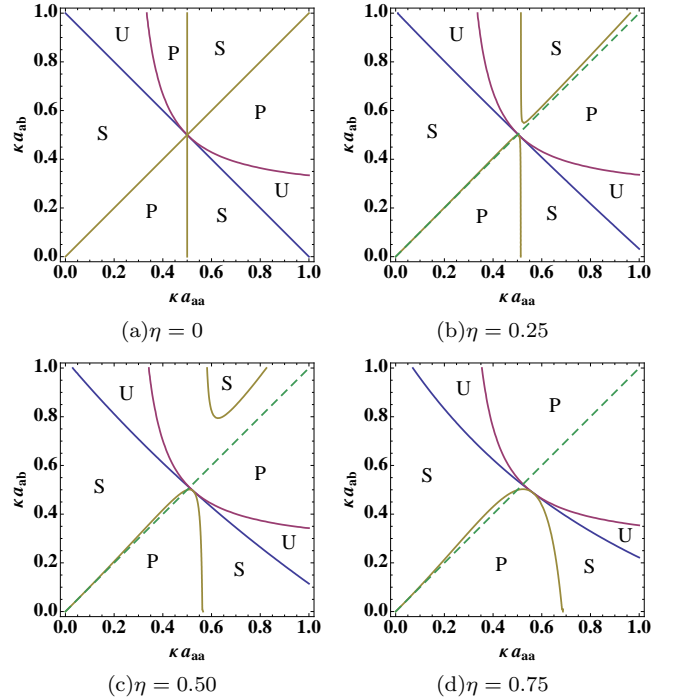 1.0 0.8 0.6 0.4 0.2 0.0
κ a_ab
U P S
S P
P S U
0.0 0.2 0.4 0.6 0.8 1.0
κ a_aa
(a)η = 0
1.0 0.8 0.6 0.4 0.2 0.0
κ a_ab
U S
S P
P S U
0.0 0.2 0.4 0.6 0.8 1.0
κ a_aa
(b)η = 0.25
1.0 0.8 0.6 0.4 0.2 0.0
κ a_ab
U S
S P
P S U
0.0 0.2 0.4 0.6 0.8 1.0
κ a_aa
(c)η = 0.50
1.0 0.8 0.6 0.4 0.2 0.0
κ a_ab
U P
S
P S U
0.0 0.2 0.4 0.6 0.8 1.0
κ a_aa
(d)η = 0.75